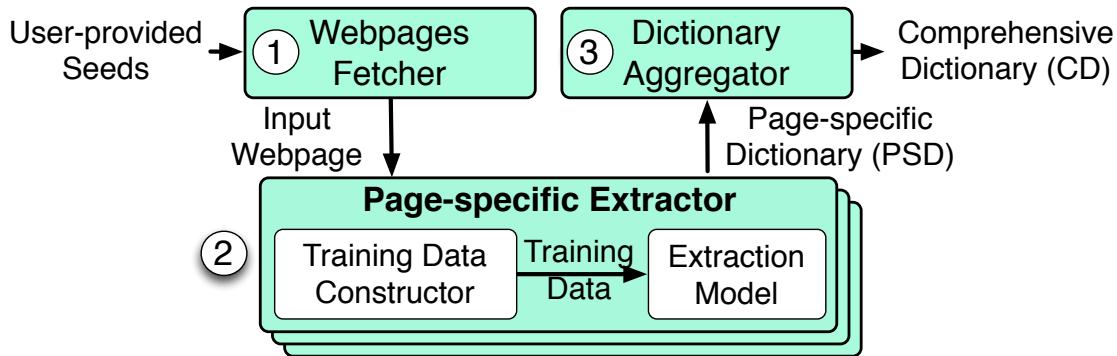 User-provided
Seeds
1
Webpages
Fetcher
3
Dictionary
Aggregator
Comprehensive
Dictionary (CD)
Input
Webpage
Page-specific
Dictionary (PSD)
Page-specific Extractor
2
Training Data
Constructor
Training
Data
Extraction
Model